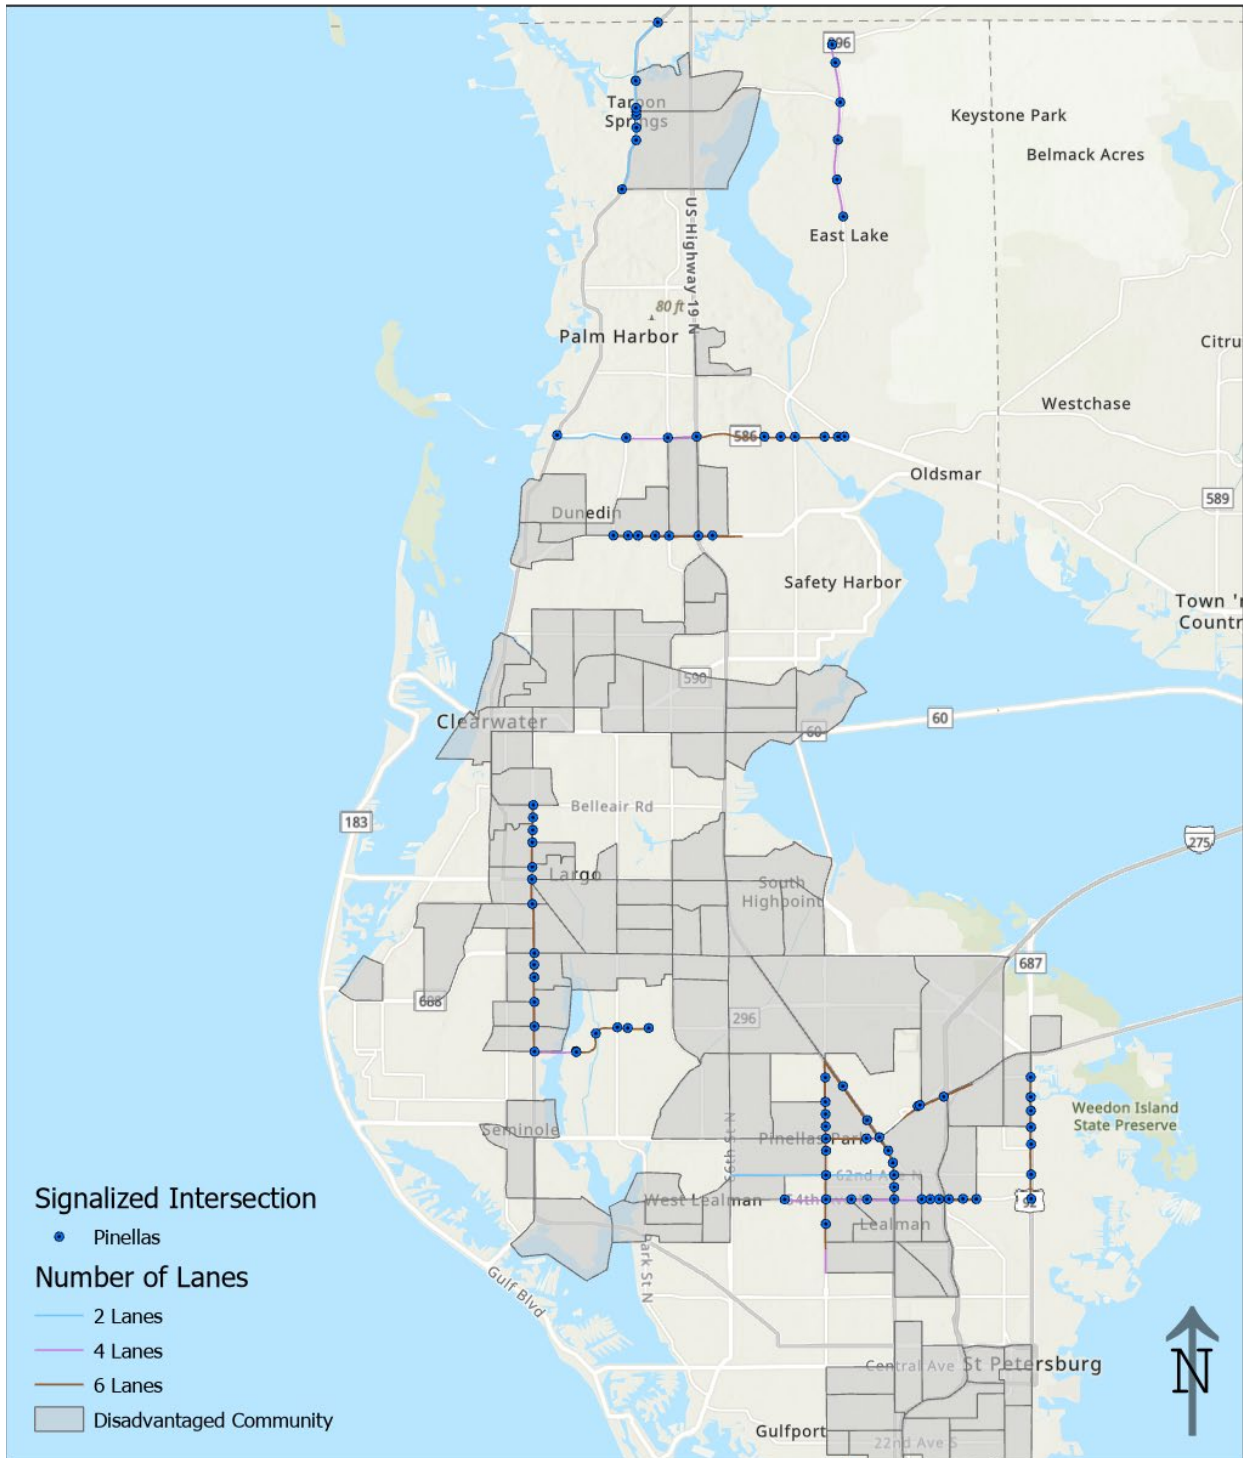 396
Tarpon
Springs
Keystone Park
Belmack Acres
East Lake
US Highway 19 N
80 ft
Palm Harbor
Citru
Westchase
586
Oldsmar
589
Dunedin
Safety Harbor
Town 'n
Countr
590
Clearwater
60
60
Belleair Rd
183
275
Largo
South
Highpoint
687
688
296
Weedon Island
State Preserve
Seminole
Pinellas Park
62nd Ave N
West Lealman
54th
92
Lealman
Park St N
Gulf Blvd
Central Ave
St Petersburg
Gulfport
22nd Ave S
Signalized Intersection
Pinellas
Number of Lanes
2 Lanes
4 Lanes
6 Lanes
Disadvantaged Community
N